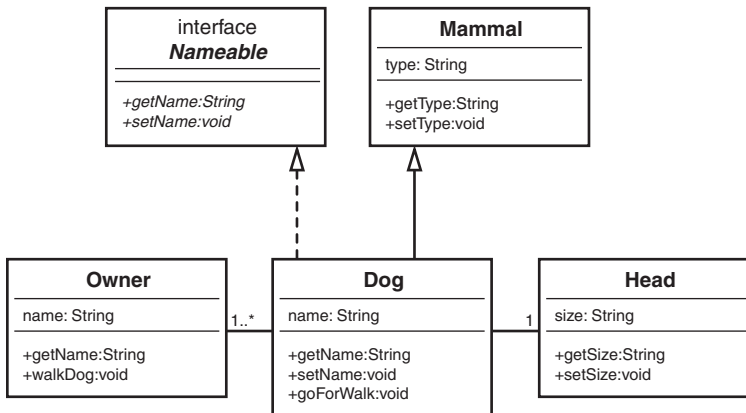 interface
Nameable
+getName:String
+setName:void
Mammal
type: String
+getType:String
+setType:void
Owner
name: String
+getName:String
+walkDog:void
1..*
Dog
name: String
+getName:String
+setName:void
+goForWalk:void
1
Head
size: String
+getSize:String
+setSize:void